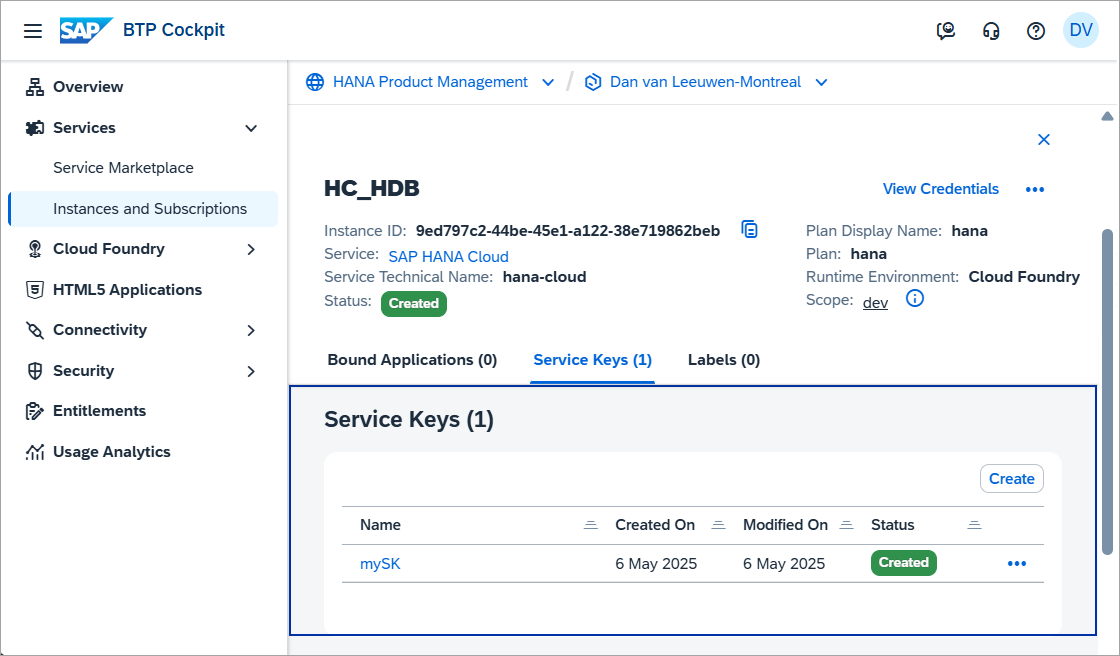 SAP BTP Cockpit
DV
Overview
Services
Service Marketplace
Instances and Subscriptions
Cloud Foundry
HTML5 Applications
Connectivity
Security
Entitlements
Usage Analytics
HANA Product Management / Dan van Leeuwen-Montreal
HC_HDB
View Credentials
Instance ID: 9ed797c2-44be-45e1-a122-38e719862beb
Service: SAP HANA Cloud
Service Technical Name: hana-cloud
Status: Created
Plan Display Name: hana
Plan: hana
Runtime Environment: Cloud Foundry
Scope: dev
Bound Applications (0) Service Keys (1) Labels (0)
Service Keys (1)
Create
Name Created On Modified On Status
mySK 6 May 2025 6 May 2025 Created